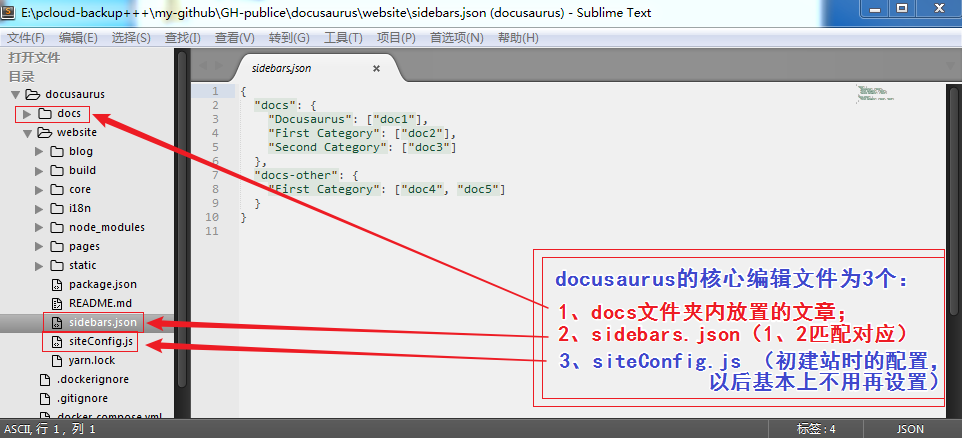 E:\pcloud-backup+++\my-github\GH-publice\docusaurus\website\sidebars.json (docusaurus) - Sublime Text
文件(F) 编辑(E) 选择(S) 查找(I) 查看(V) 转到(G) 工具(T) 项目(P) 首选项(N) 帮助(H)
打开文件
目录
docusaurus
docs
website
blog
build
core
i18n
node_modules
pages
static
package.json
README.md
sidebars.json
siteConfig.js
yarn.lock
.dockerignore
.gitignore
docker-compose.yml
sidebars.json ×
1 {
2 "docs": {
3 "Docusaurus": ["doc1"],
4 "First Category": ["doc2"],
5 "Second Category": ["doc3"]
6 },
7 "docs-other": {
8 "First Category": ["doc4", "doc5"]
9 }
10 }
11
docusaurus的核心编辑文件为3个：
1、docs文件夹内放置的文章；
2、sidebars.json（1、2匹配对应）
3、siteConfig.js （初建站时的配置，
以后基本上不用再设置）
ASCII, 行 1, 列 1 标签: 4 JSON